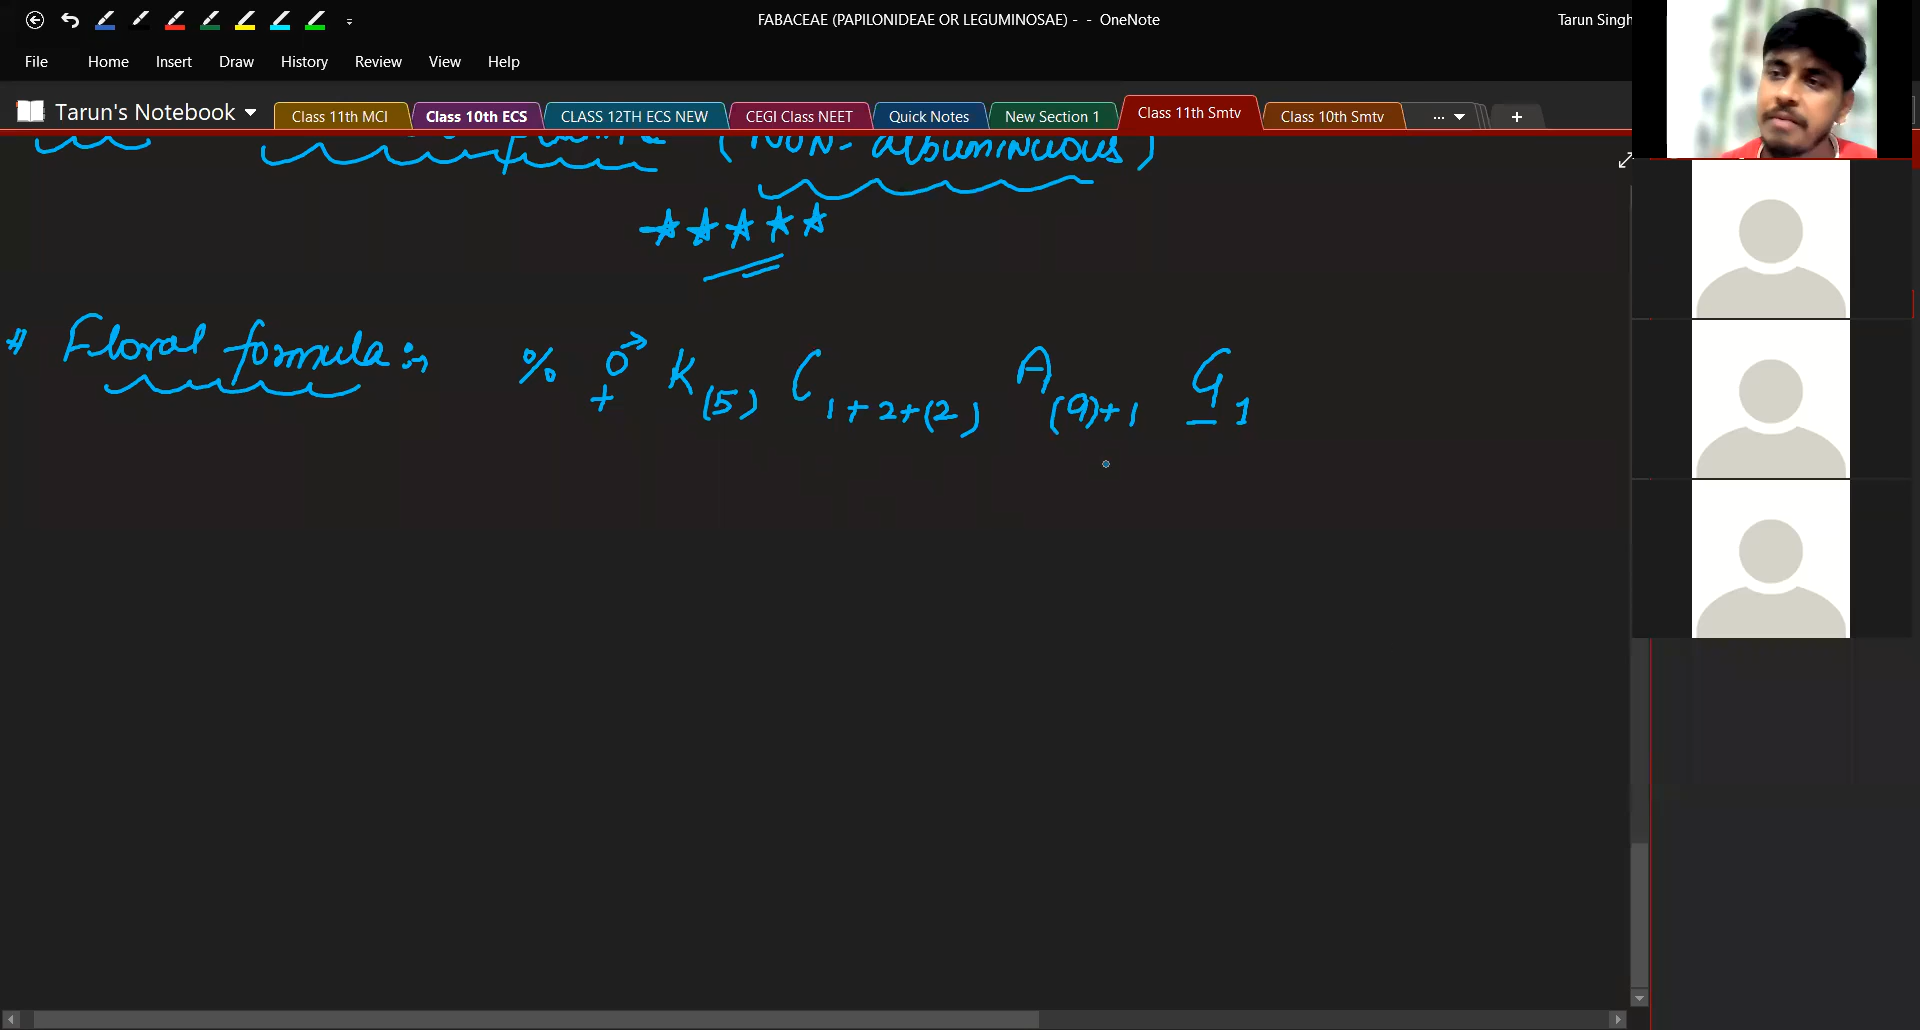 FABACEAE (PAPILONIDEAE OR LEGUMINOSAE) - - OneNote
Tarun Singh
File Home Insert Draw History Review View Help
Tarun's Notebook
Class 11th MCI Class 10th ECS CLASS 12TH ECS NEW CEGI Class NEET Quick Notes New Section 1 Class 11th Smtv Class 10th Smtv ... +
(Non-albuminuous)
# Floral formula :- % ⚥ K(5) C1+2+(2) A(9)+1 G1